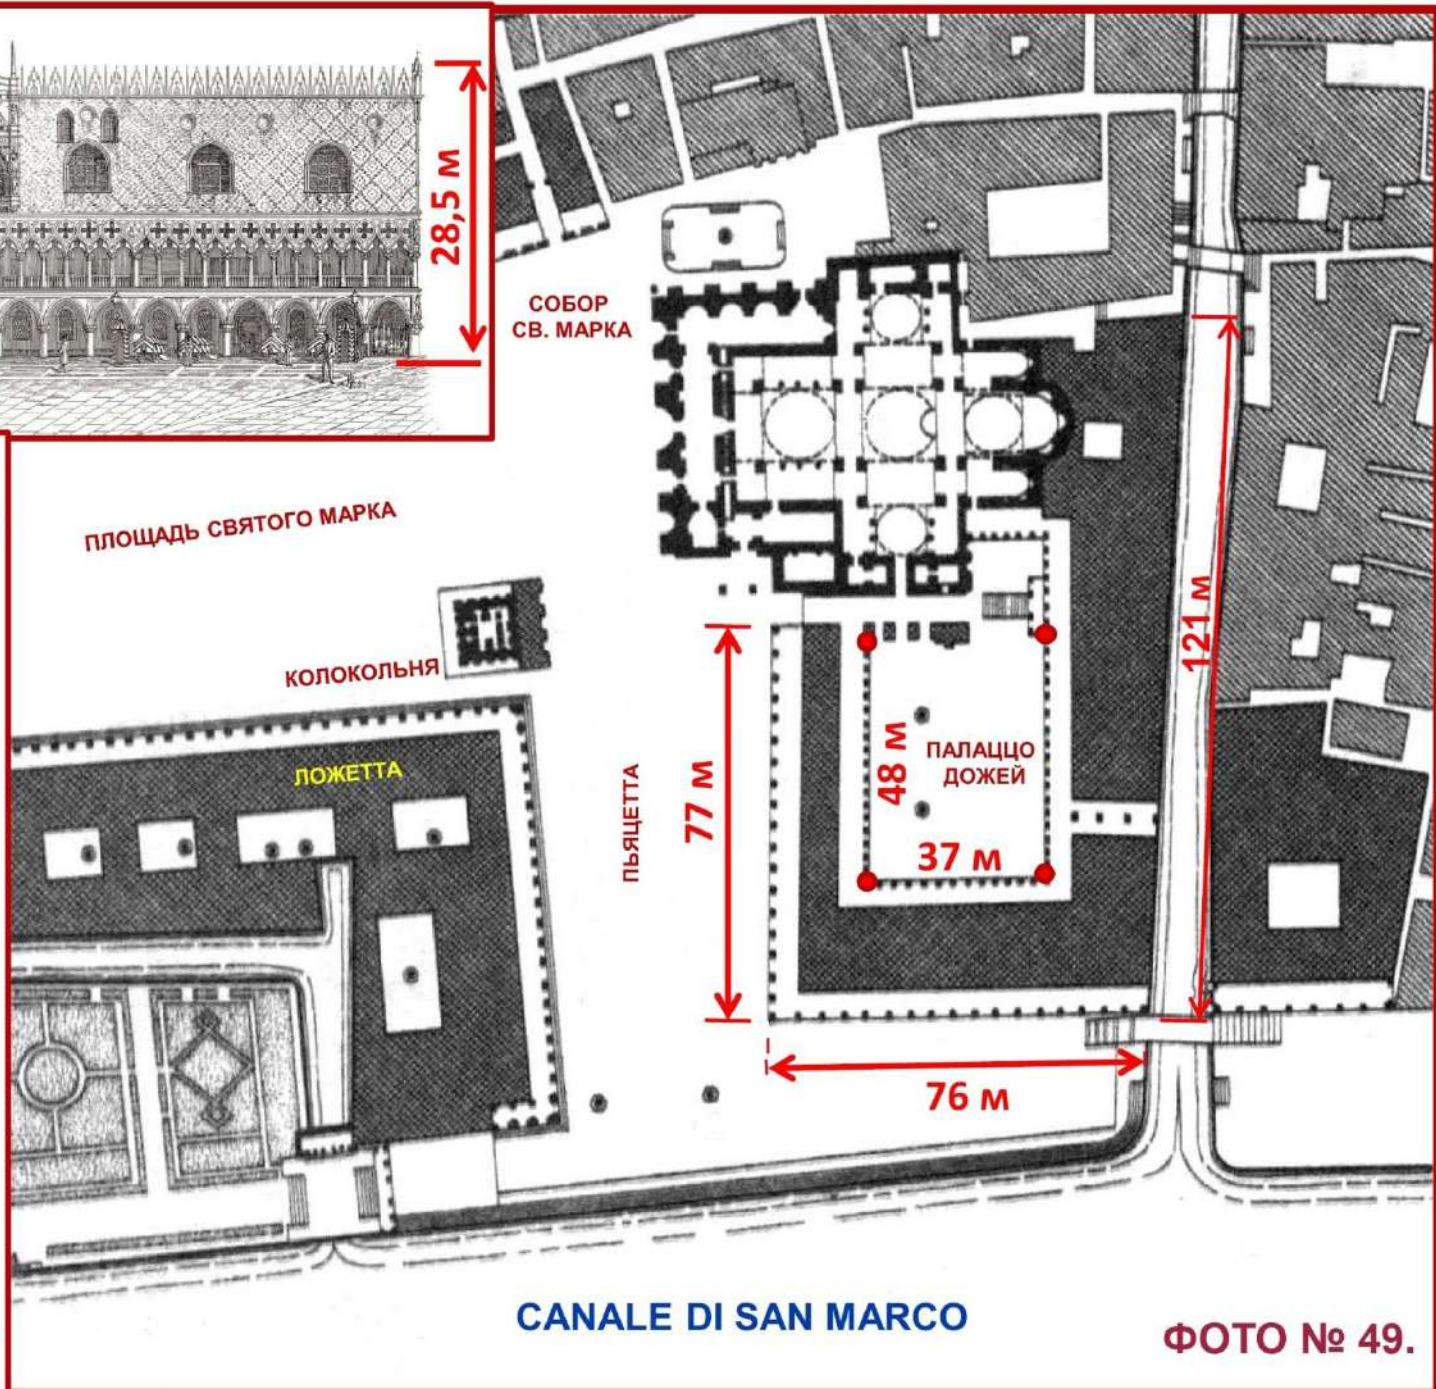 28,5 м
СОБОР
СВ. МАРКА
ПЛОЩАДЬ СВЯТОГО МАРКА
КОЛОКОЛЬНЯ
ЛОЖЕТТА
ПЬЯЦЕТТА
77 м
48 м
ПАЛАЦЦО
ДОЖЕЙ
37 м
121 м
76 м
CANALE DI SAN MARCO
ФОТО № 49.